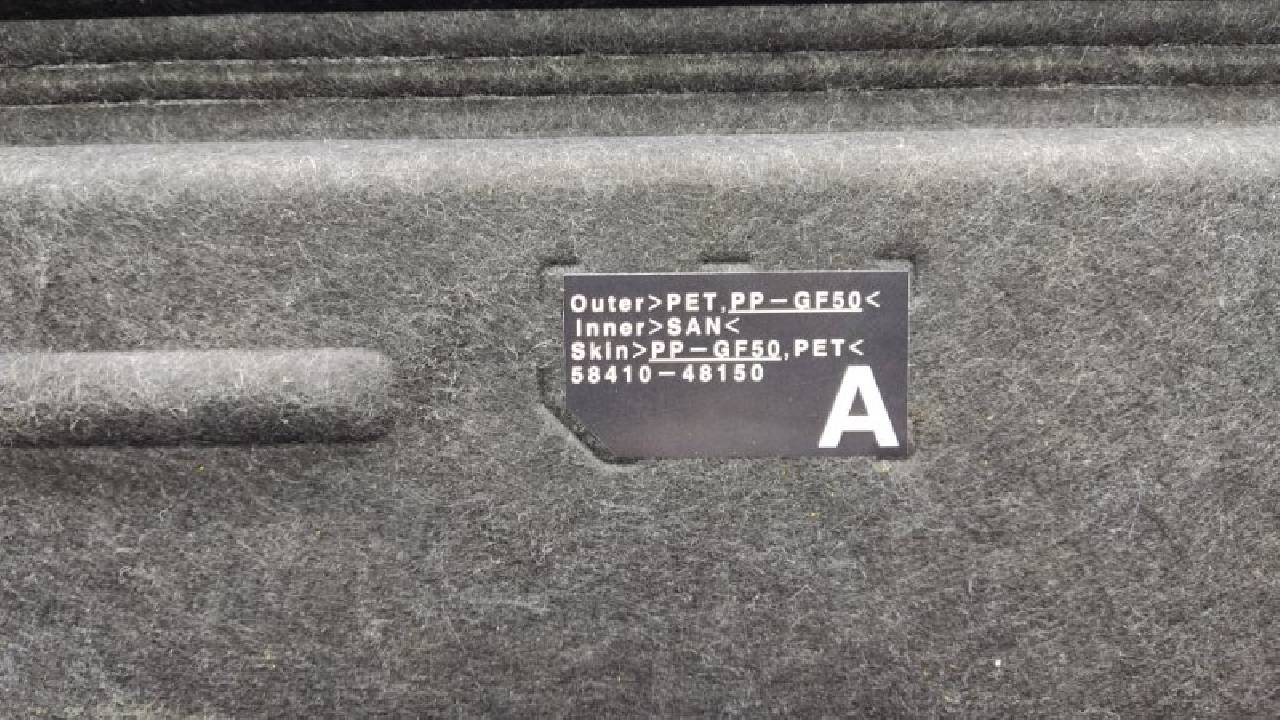 Outer>PET,PP-GF50<
Inner>SAN<
Skin>PP-GF50,PET<
58410-48150
A